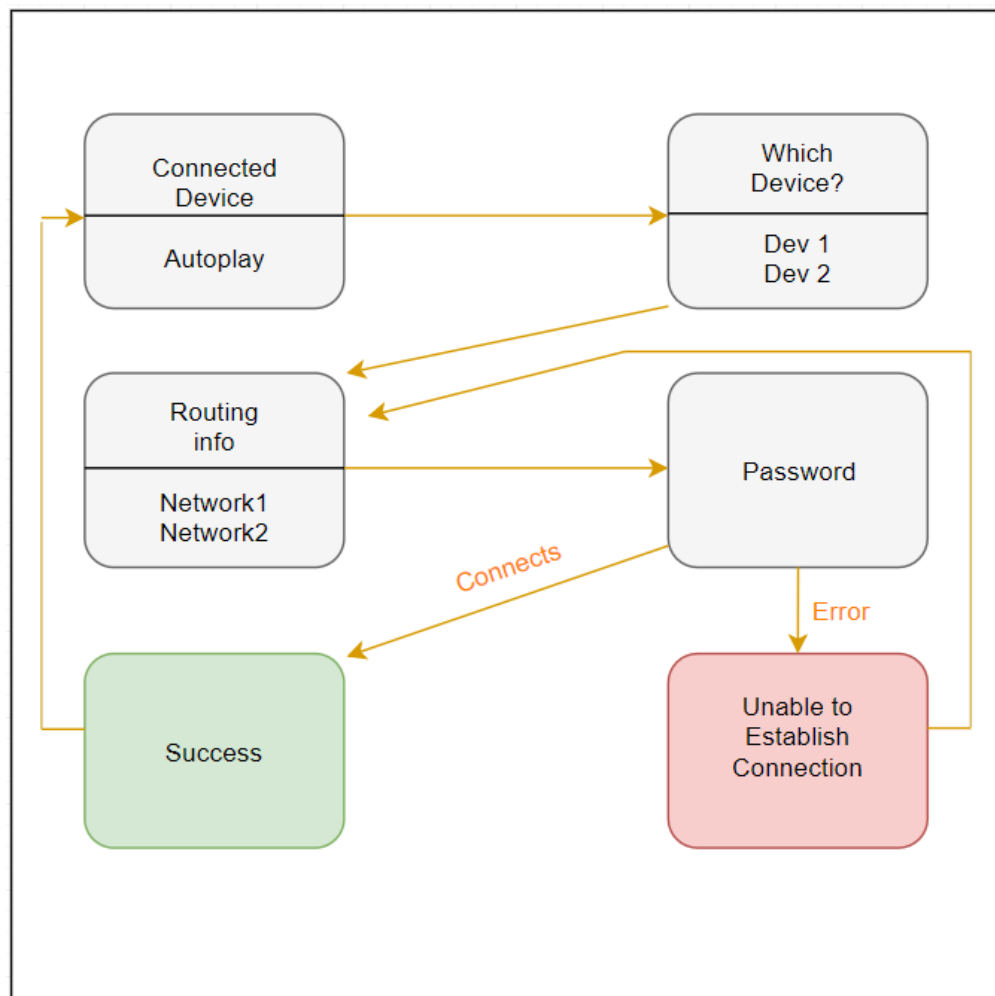 Connected
Device
Autoplay
Which
Device?
Dev 1
Dev 2
Routing
info
Network1
Network2
Password
Connects
Error
Success
Unable to
Establish
Connection